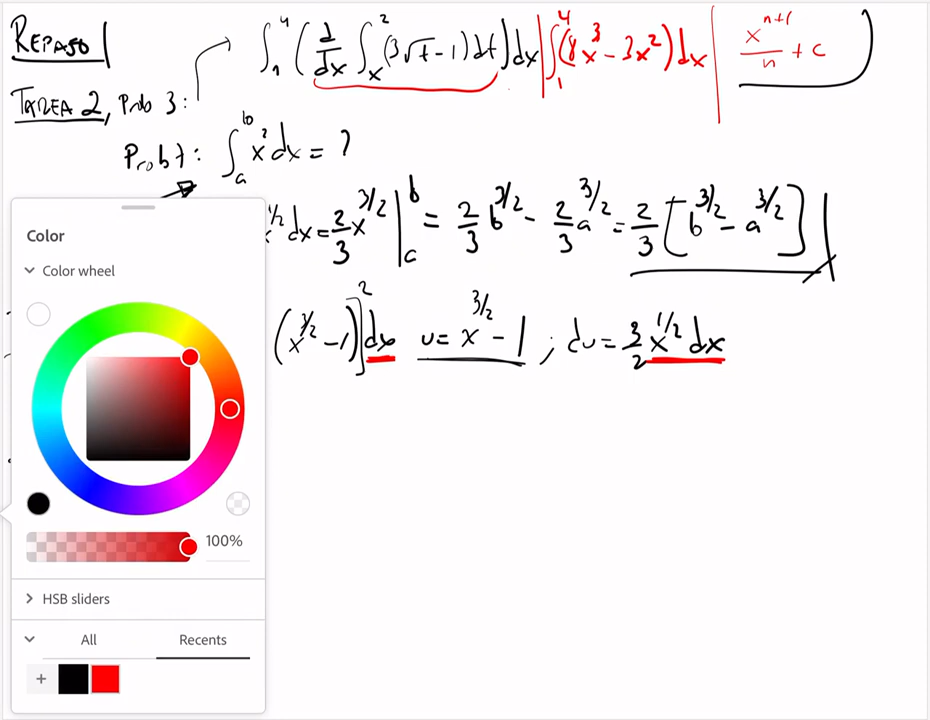 REPASO 1
∫₁⁴ ( d/dx ∫ₓ² (3√t − 1) dt ) dx | ∫₁⁴ (8x³ − 3x²) dx | xⁿ⁺¹/n + c )
TAREA 2, Prob 3:
Prob 7: ∫ₐᵇ x² dx = ?
x^1/2 dx = 2/3 x^3/2 |ₐᵇ = 2/3 b^3/2 − 2/3 a^3/2 = 2/3 [ b^3/2 − a^3/2 ]
(x^3/2 − 1)]² dx u = x^3/2 − 1 ; du = 3/2 x^1/2 dx
Color
Color wheel
100%
HSB sliders
All Recents
+